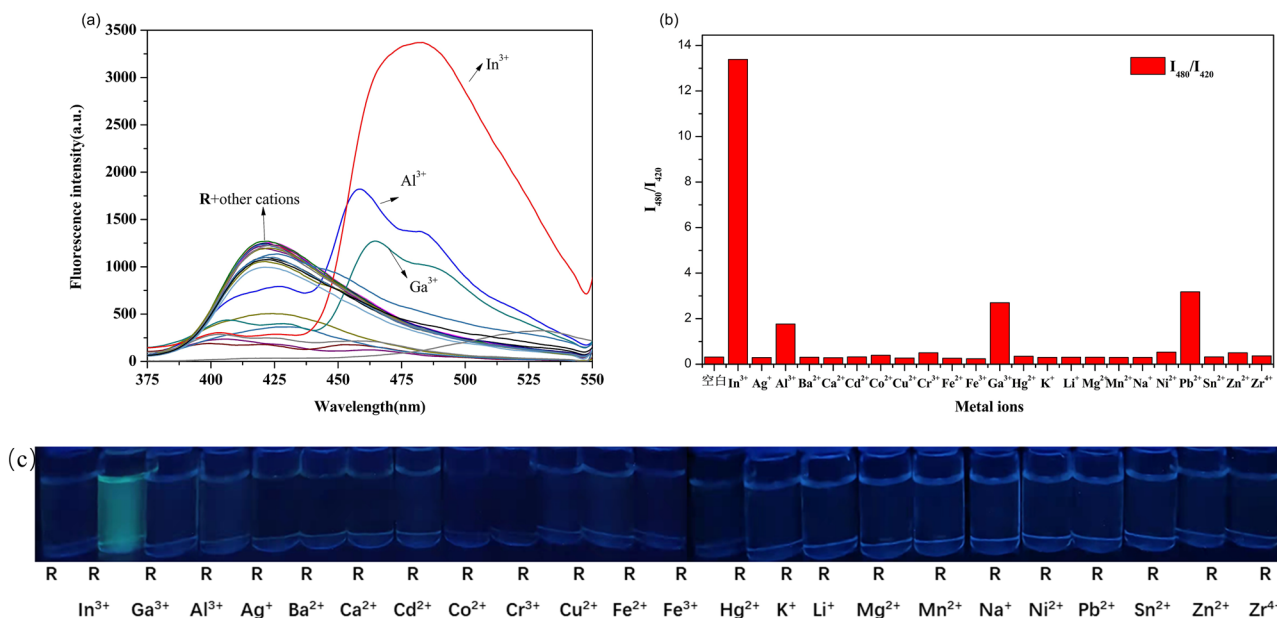 (a)
3500
3000
2500
2000
1500
1000
500
0
Fluorescence intensity(a.u.)
In³⁺
Al³⁺
R+other cations
Ga³⁺
375 400 425 450 475 500 525 550
Wavelength(nm)
(b)
14
12
10
8
6
4
2
0
I₄₈₀/I₄₂₀
I₄₈₀/I₄₂₀
空白 In³⁺ Ag⁺ Al³⁺ Ba²⁺ Ca²⁺ Cd²⁺ Co²⁺ Cu²⁺ Cr³⁺ Fe²⁺ Fe³⁺ Ga³⁺ Hg²⁺ K⁺ Li⁺ Mg²⁺ Mn²⁺ Na⁺ Ni²⁺ Pb²⁺ Sn²⁺ Zn²⁺ Zr⁴⁺
Metal ions
(c)
R R R R R R R R R R R R R R R R R R R R R R R R
In³⁺ Ga³⁺ Al³⁺ Ag⁺ Ba²⁺ Ca²⁺ Cd²⁺ Co²⁺ Cr³⁺ Cu²⁺ Fe²⁺ Fe³⁺ Hg²⁺ K⁺ Li⁺ Mg²⁺ Mn²⁺ Na⁺ Ni²⁺ Pb²⁺ Sn²⁺ Zn²⁺ Zr⁴⁺